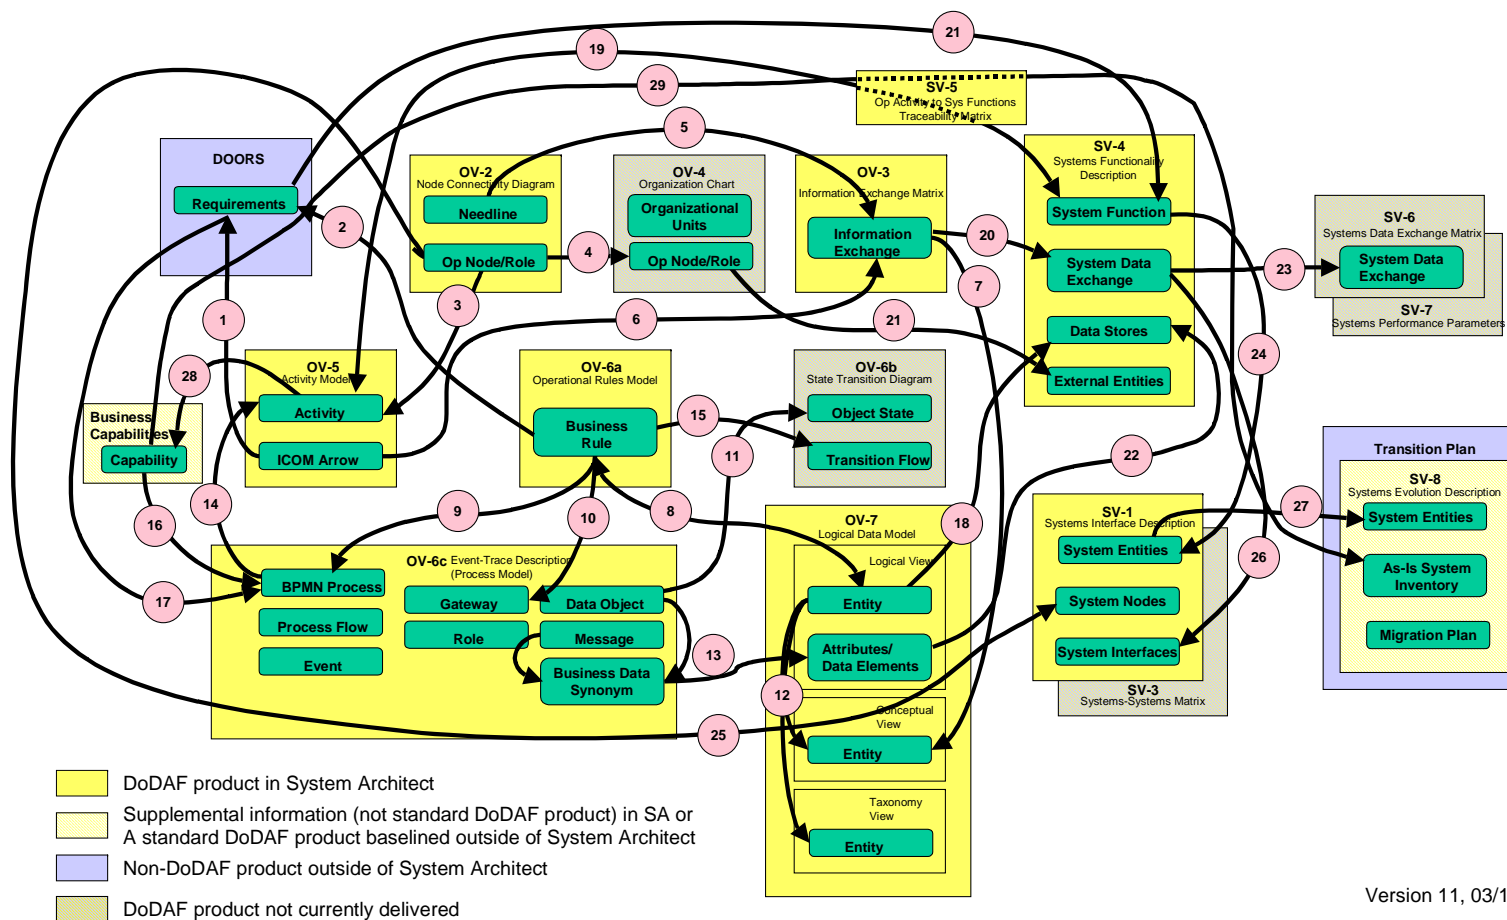 21
19
29
SV-5
Op Activity to Sys Functions
Traceability Matrix
5
DOORS
Requirements
2
OV-2
Node Connectivity Diagram
Needline
Op Node/Role
4
OV-4
Organization Chart
Organizational
Units
Op Node/Role
OV-3
Information Exchange Matrix
Information
Exchange
20
7
SV-4
Systems Functionality
Description
System Function
System Data
Exchange
Data Stores
External Entities
23
SV-6
Systems Data Exchange Matrix
System Data
Exchange
SV-7
Systems Performance Parameters
1
3
6
21
24
28
OV-5
Activity Model
Activity
ICOM Arrow
Business
Capabilities
Capability
OV-6a
Operational Rules Model
Business
Rule
15
11
OV-6b
State Transition Diagram
Object State
Transition Flow
22
14
16
9
10
8
18
17
OV-6c
Event-Trace Description
(Process Model)
BPMN Process
Process Flow
Event
Gateway
Role
Data Object
Message
Business Data
Synonym
13
12
25
OV-7
Logical Data Model
Logical View
Entity
Attributes/
Data Elements
Conceptual
View
Entity
Taxonomy
View
Entity
SV-1
Systems Interface Description
System Entities
System Nodes
System Interfaces
SV-3
Systems-Systems Matrix
27
26
Transition Plan
SV-8
Systems Evolution Description
System Entities
As-Is System
Inventory
Migration Plan
DoDAF product in System Architect
Supplemental information (not standard DoDAF product) in SA or
A standard DoDAF product baselined outside of System Architect
Non-DoDAF product outside of System Architect
DoDAF product not currently delivered
Version 11, 03/1